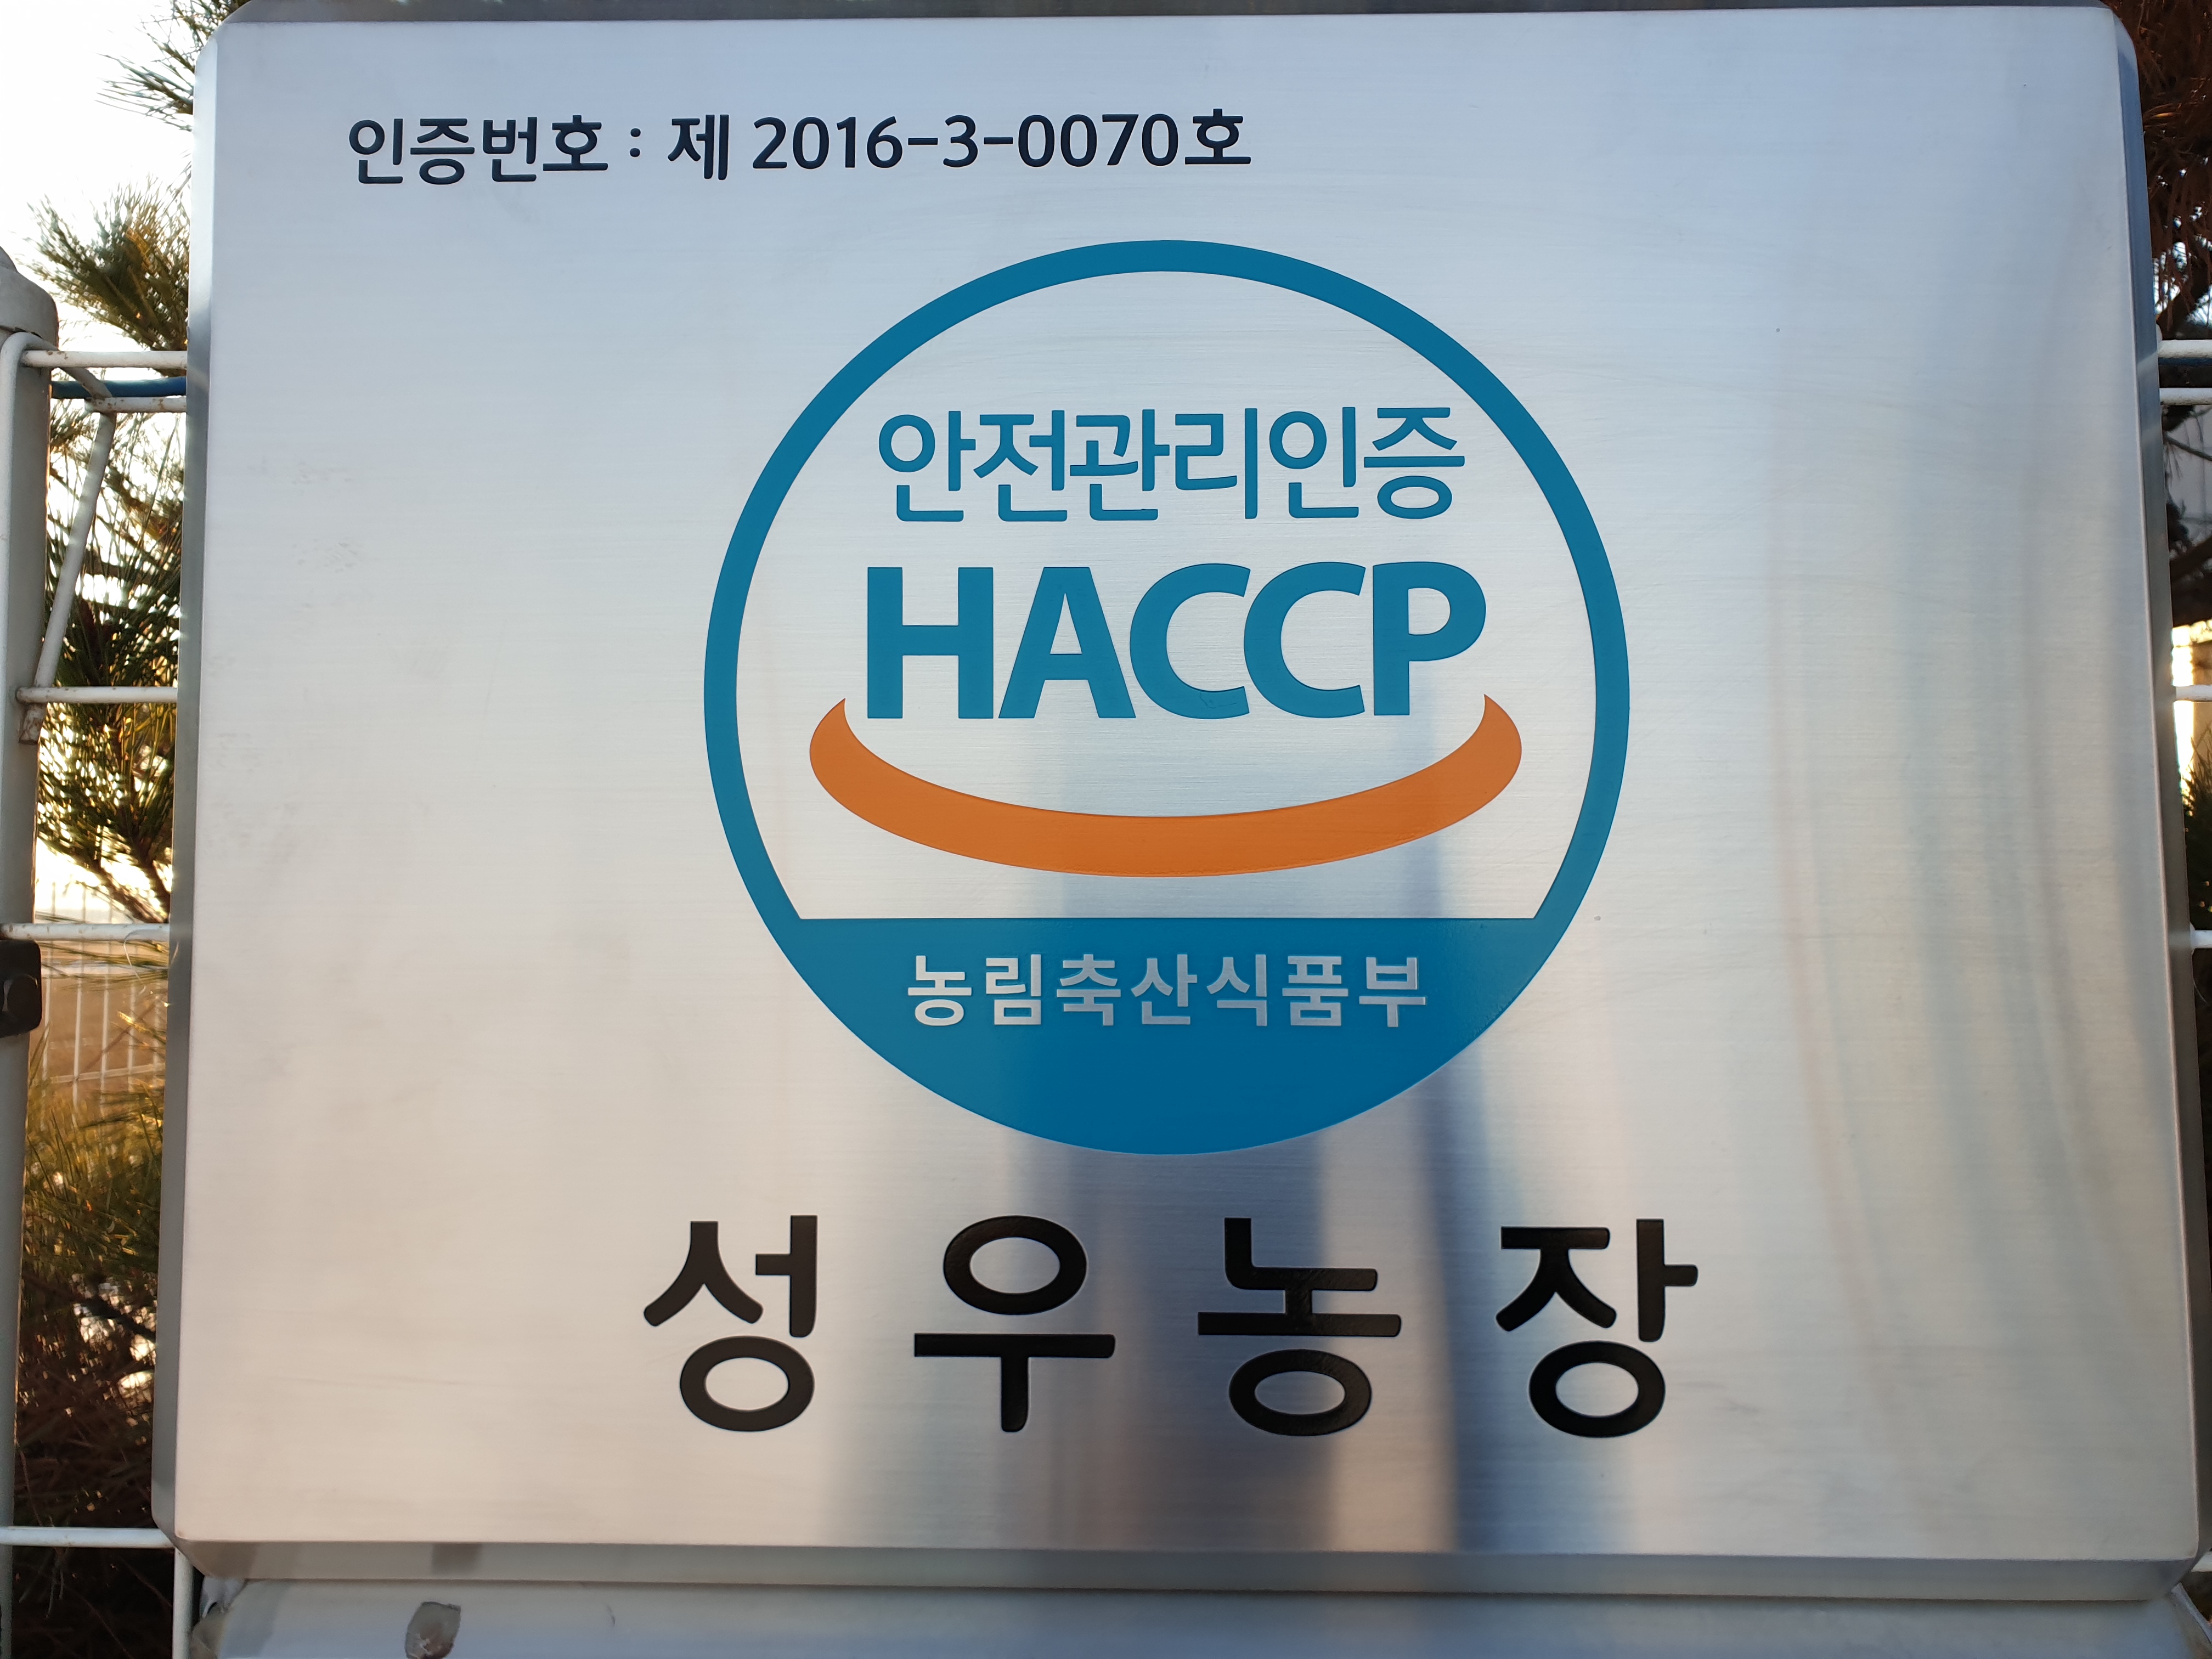 인증번호 : 제 2016-3-0070호
안전관리인증
HACCP
농림축산식품부
성우농장